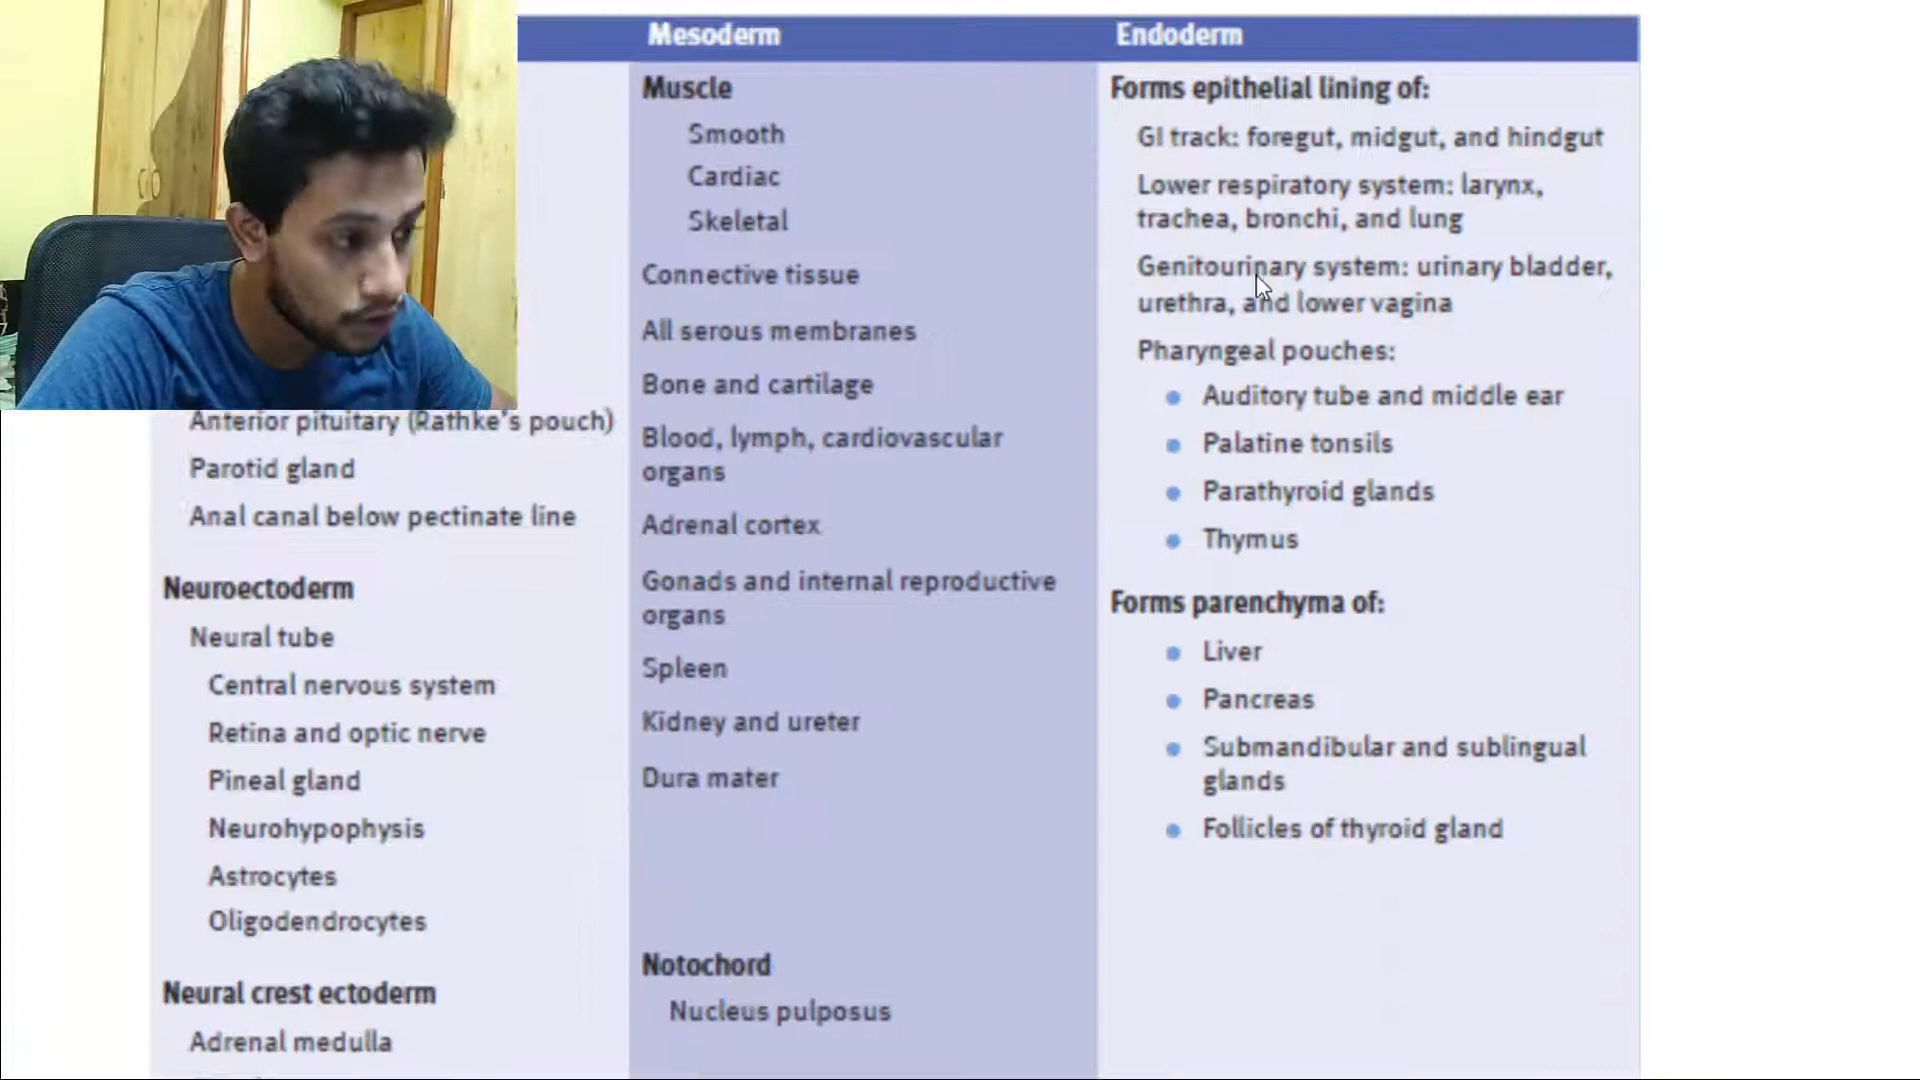 Mesoderm
Endoderm
Anterior pituitary (Rathke's pouch)
Parotid gland
Anal canal below pectinate line
Neuroectoderm
Neural tube
Central nervous system
Retina and optic nerve
Pineal gland
Neurohypophysis
Astrocytes
Oligodendrocytes
Neural crest ectoderm
Adrenal medulla
Muscle
Smooth
Cardiac
Skeletal
Connective tissue
All serous membranes
Bone and cartilage
Blood, lymph, cardiovascular
organs
Adrenal cortex
Gonads and internal reproductive
organs
Spleen
Kidney and ureter
Dura mater
Notochord
Nucleus pulposus
Forms epithelial lining of:
GI track: foregut, midgut, and hindgut
Lower respiratory system: larynx,
trachea, bronchi, and lung
Genitourinary system: urinary bladder,
urethra, and lower vagina
Pharyngeal pouches:
Auditory tube and middle ear
Palatine tonsils
Parathyroid glands
Thymus
Forms parenchyma of:
Liver
Pancreas
Submandibular and sublingual
glands
Follicles of thyroid gland